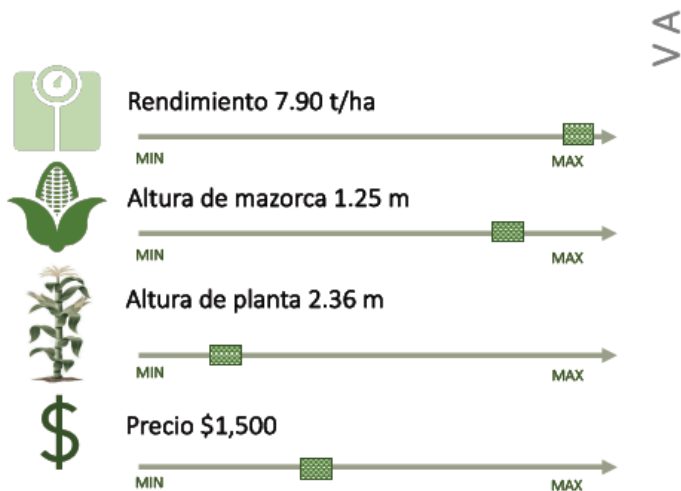 V A
Rendimiento 7.90 t/ha
MIN MAX
Altura de mazorca 1.25 m
MIN MAX
Altura de planta 2.36 m
MIN MAX
$ Precio $1,500
MIN MAX